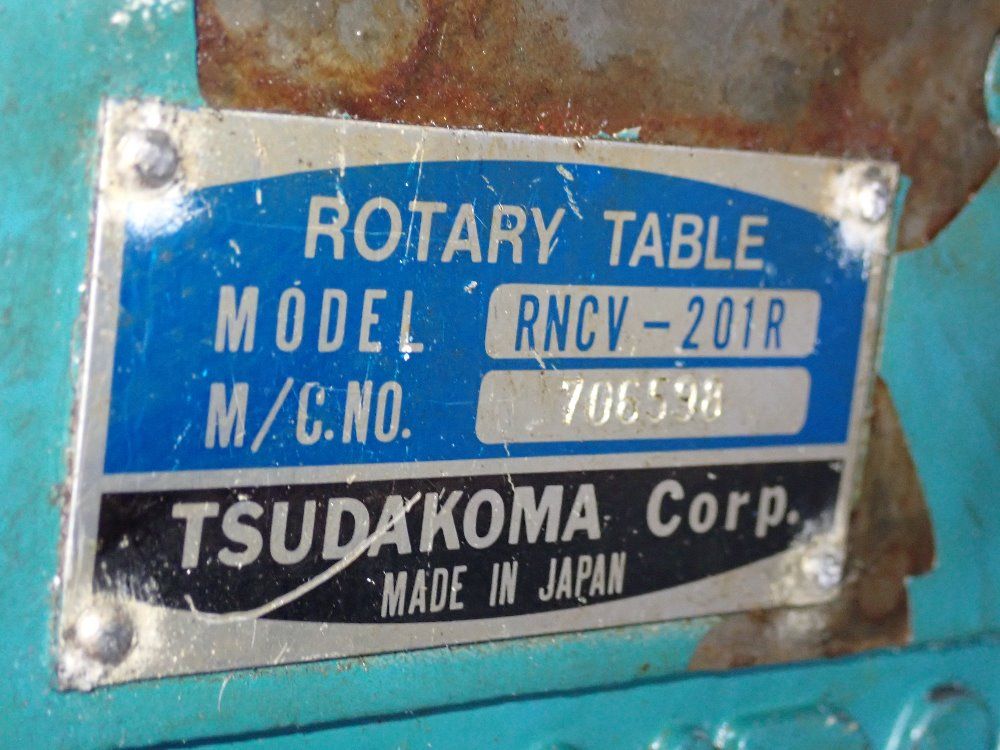 ROTARY TABLE
MODEL RNCV-201R
M/C.NO. 706598
TSUDAKOMA Corp.
MADE IN JAPAN